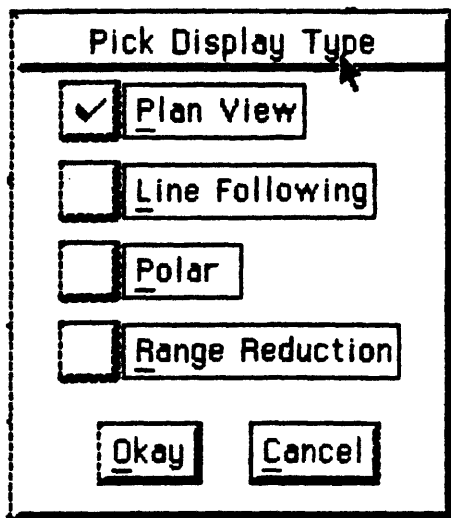 Pick Display Type
Plan View
Line Following
Polar
Range Reduction
Okay Cancel